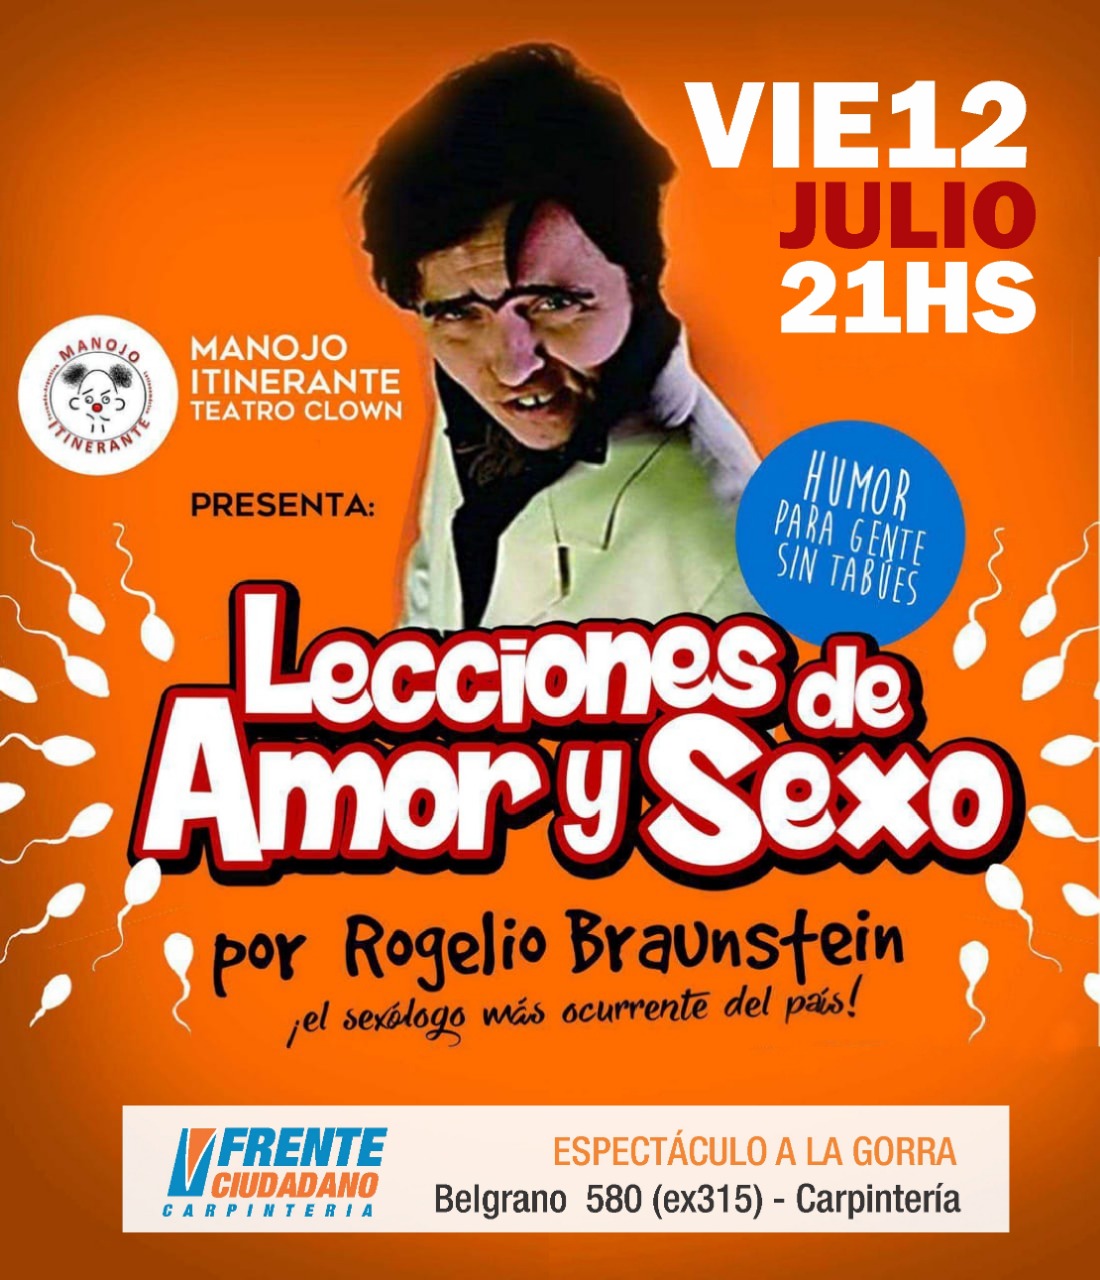 VIE12
JULIO
21HS
MANOJO
ITINERANTE
MANOJO
ITINERANTE
TEATRO CLOWN
PRESENTA:
HUMOR
PARA GENTE
SIN TABÚES
Lecciones de
Amor y Sexo
por Rogelio Braunstein
¡el sexólogo más ocurrente del país!
FRENTE
CIUDADANO
CARPINTERIA
ESPECTÁCULO A LA GORRA
Belgrano 580 (ex315) - Carpintería